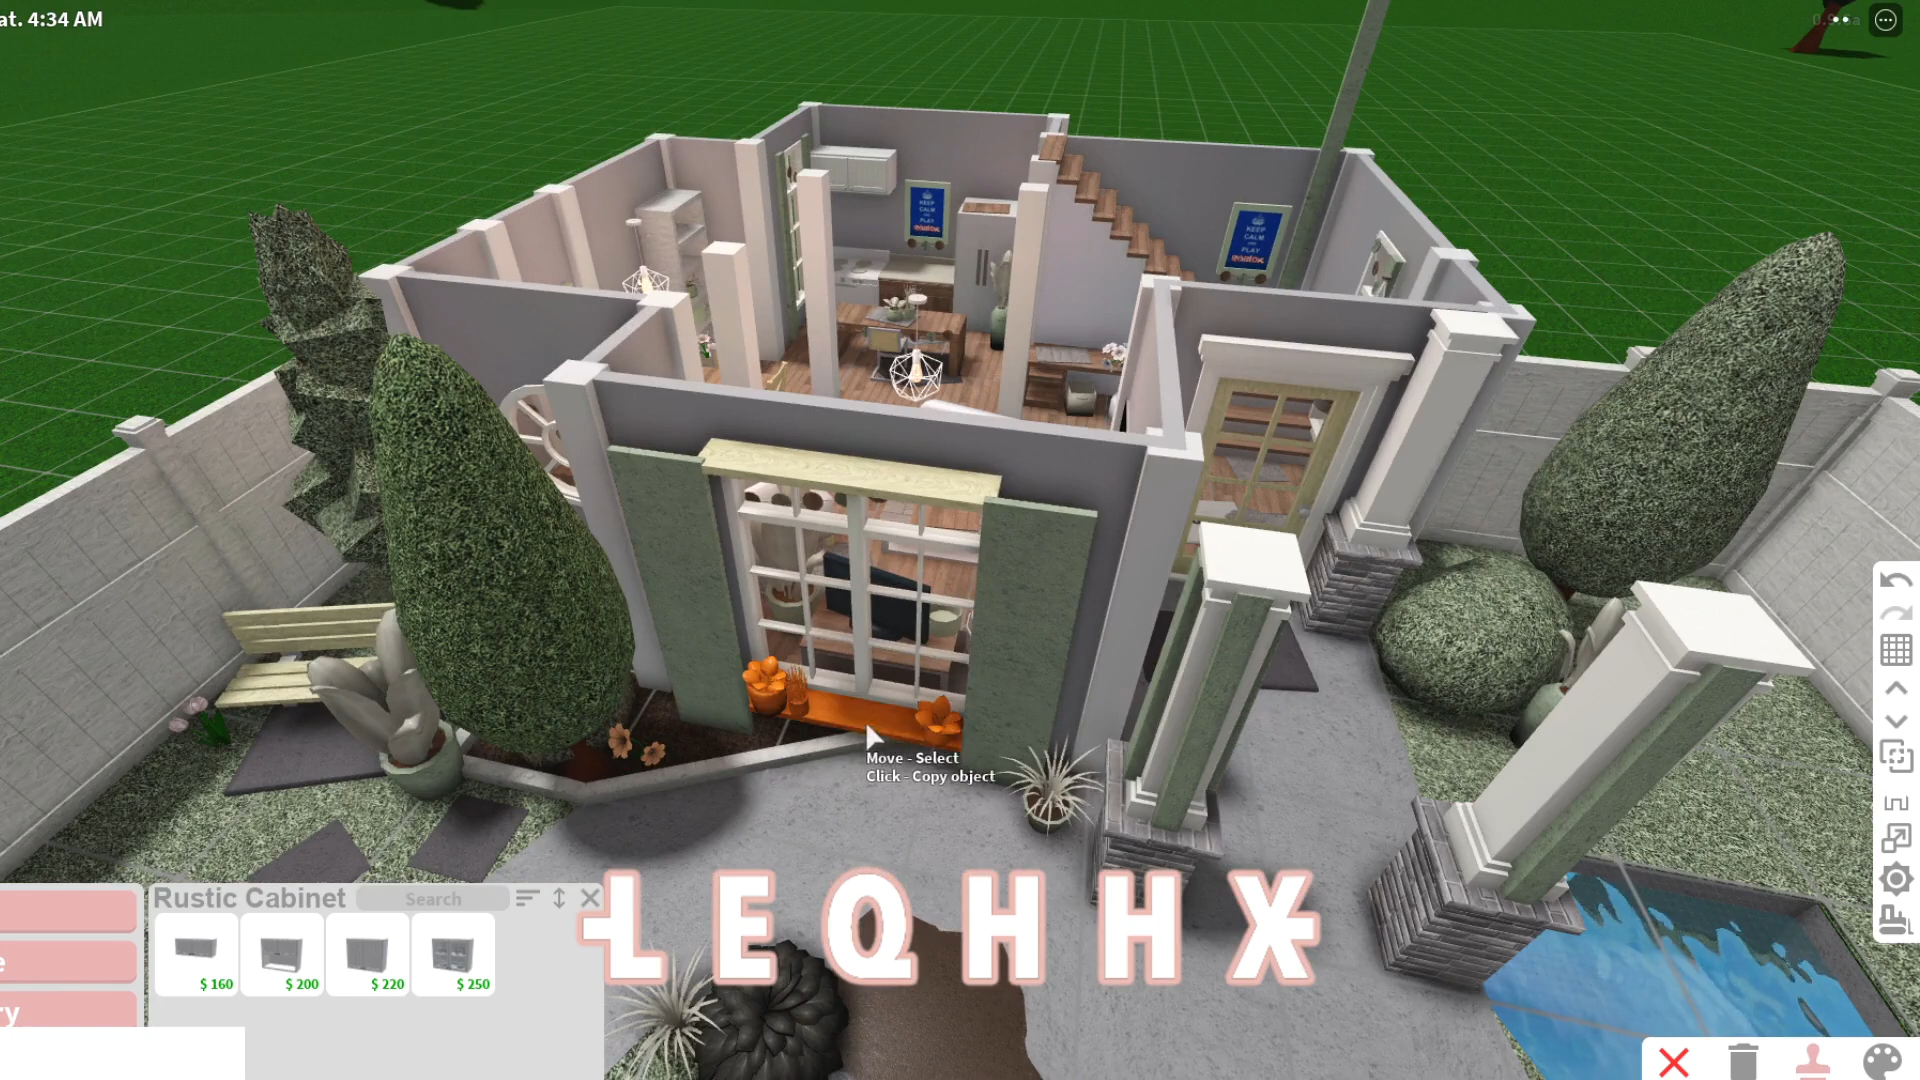 at. 4:34 AM
KEEP
CALM
AND
PLAY
ROBLOX
KEEP
CALM
AND
PLAY
ROBLOX
Move - Select
Click - Copy object
Rustic Cabinet
Search
$ 160
$ 200
$ 220
$ 250
e
ry
LEQHHX